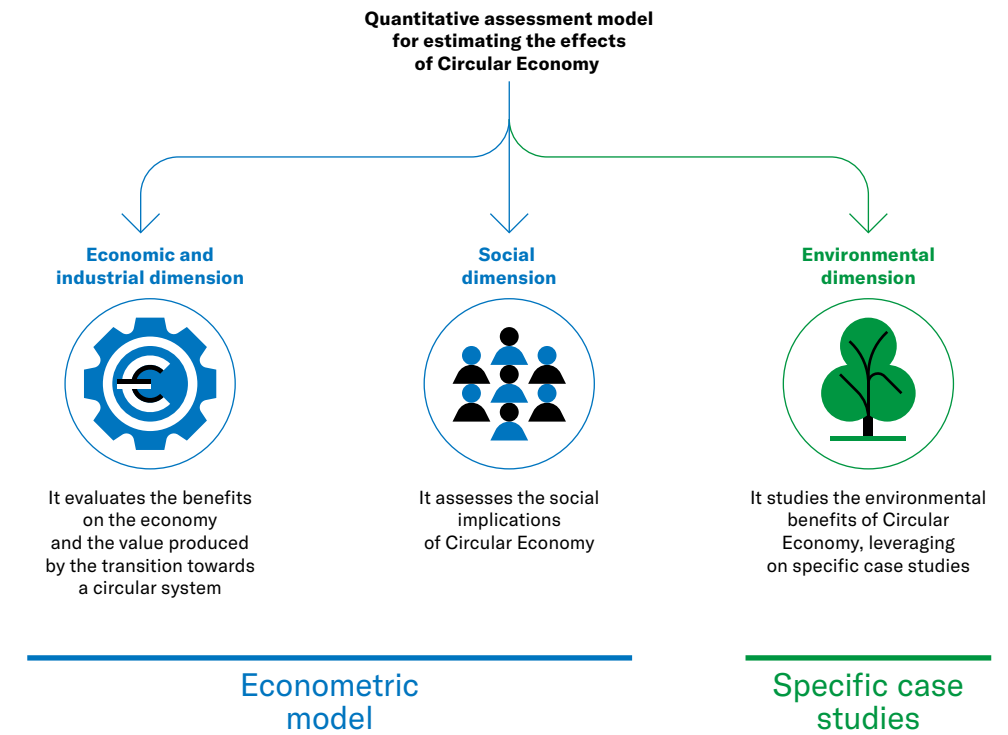 Quantitative assessment model
for estimating the effects
of Circular Economy
Economic and
industrial dimension
Social
dimension
Environmental
dimension
It evaluates the benefits
on the economy
and the value produced
by the transition towards
a circular system
It assesses the social
implications
of Circular Economy
It studies the environmental
benefits of Circular
Economy, leveraging
on specific case studies
Econometric
model
Specific case
studies